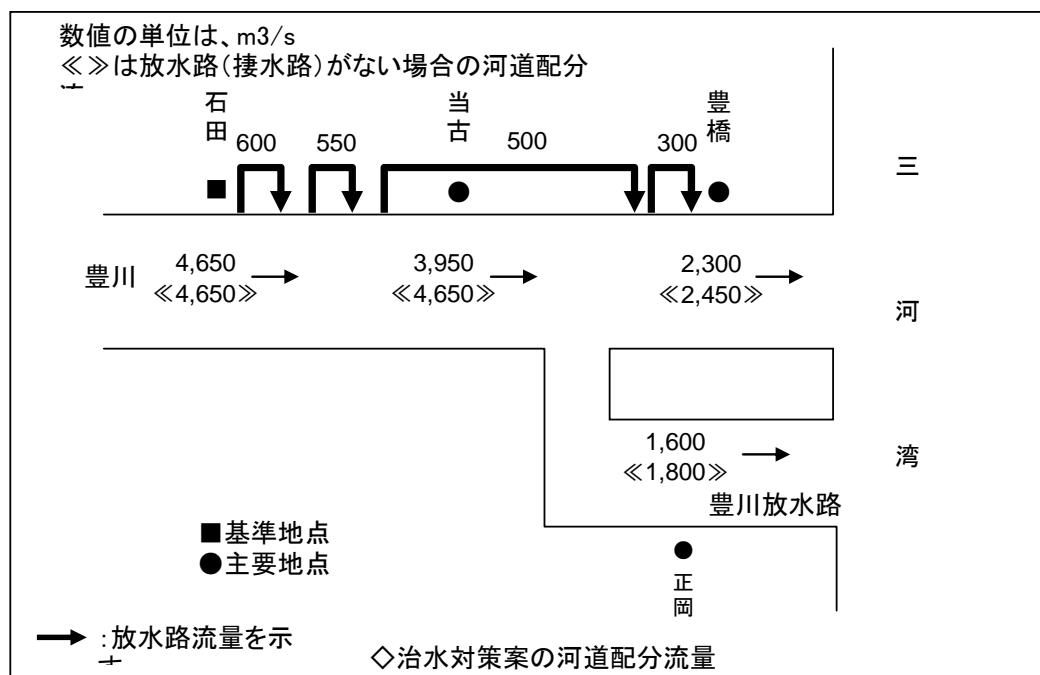 数値の単位は、m3/s
≪≫は放水路(捷水路)がない場合の河道配分
石田
当古
豊橋
600
550
500
300
三河湾
豊川
4,650
≪4,650≫
3,950
≪4,650≫
2,300
≪2,450≫
1,600
≪1,800≫
豊川放水路
■基準地点
●主要地点
正岡
:放水路流量を示
◇治水対策案の河道配分流量